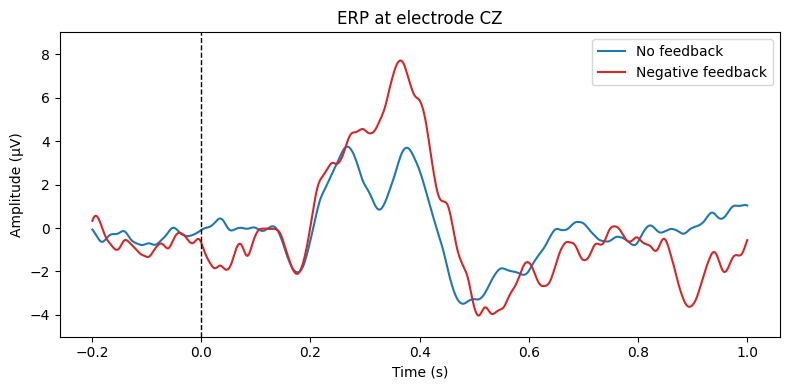 ERP at electrode CZ
No feedback
Negative feedback
Amplitude (µV)
8
6
4
2
0
−2
−4
−0.2
0.0
0.2
0.4
0.6
0.8
1.0
Time (s)